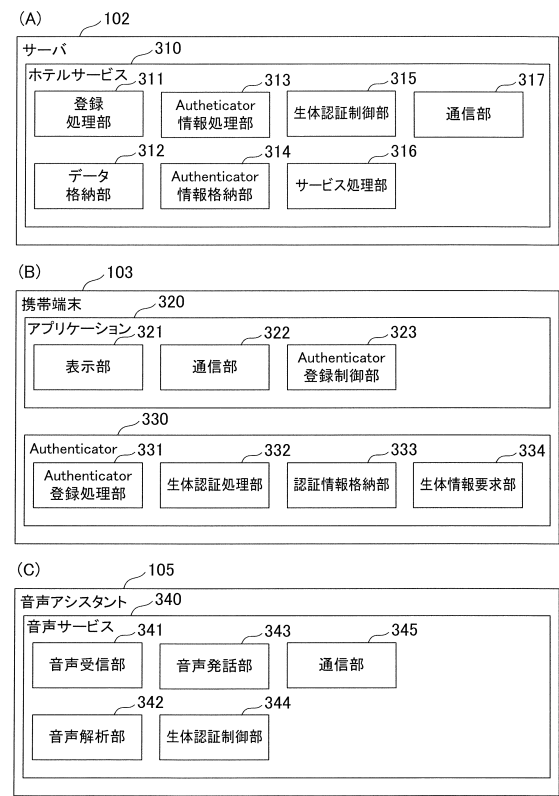 (A)
102
サーバ
310
ホテルサービス
311
313
315
317
登録
処理部
Autheticator
情報処理部
生体認証制御部
通信部
312
314
316
データ
格納部
Authenticator
情報格納部
サービス処理部
(B)
103
携帯端末
320
アプリケーション
321
322
323
表示部
通信部
Authenticator
登録制御部
330
Authenticator
331
332
333
334
Authenticator
登録処理部
生体認証処理部
認証情報格納部
生体情報要求部
(C)
105
音声アシスタント
340
音声サービス
341
343
345
音声受信部
音声発話部
通信部
342
344
音声解析部
生体認証制御部